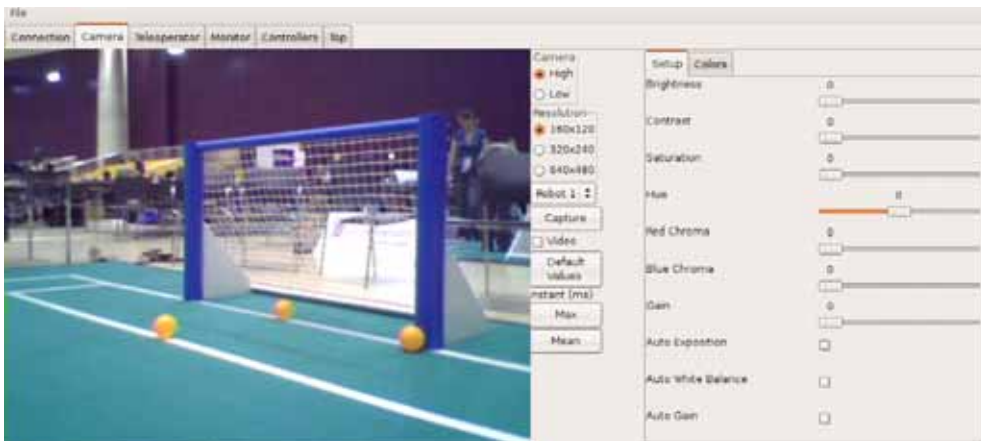 File
Connection Camera Teleoperator Monitor Controllers Top
Camera
High
Low
Resolution
160x120
320x240
640x480
Robot 1
Capture
Video
Default
Values
nstant (ms)
Max
Mean
Setup Colors
Brightness
0
Contrast
0
Saturation
0
Hue
0
Red Chroma
0
Blue Chroma
0
Gain
0
Auto Exposition
Auto White Balance
Auto Gain